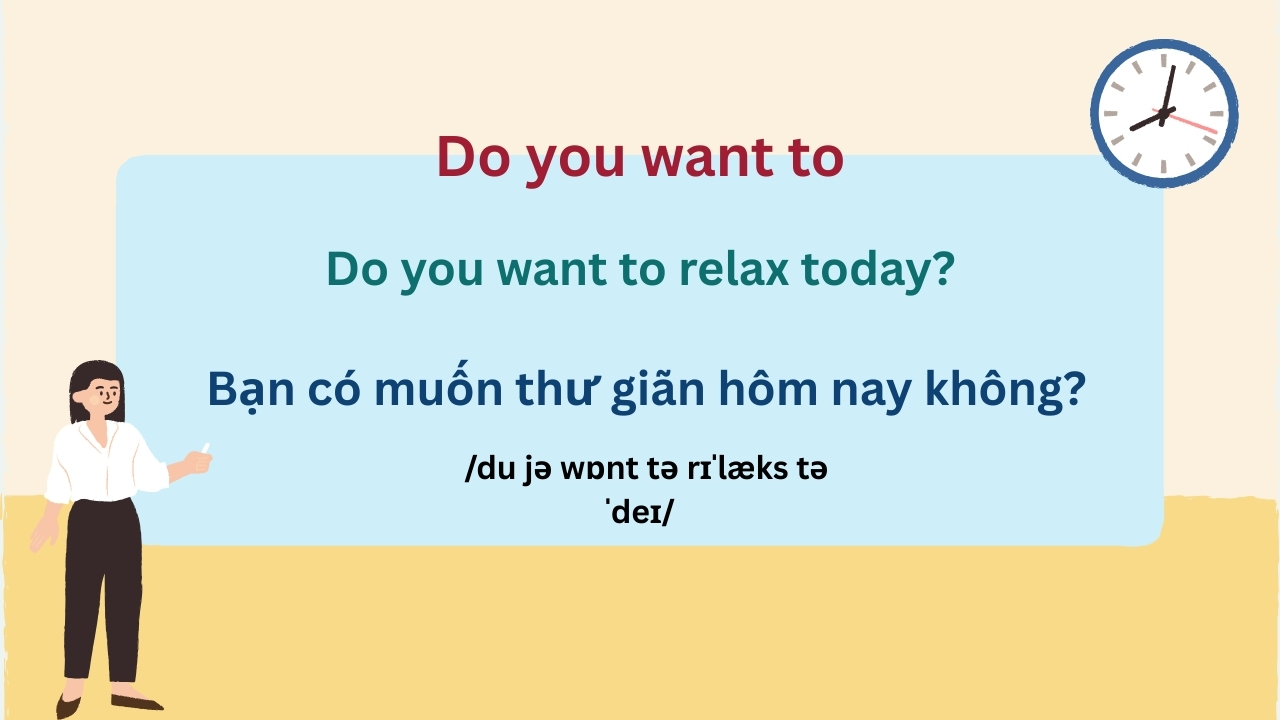 Do you want to
Do you want to relax today?
Bạn có muốn thư giãn hôm nay không?
/du jə wɒnt tə rɪˈlæks tə
ˈdeɪ/